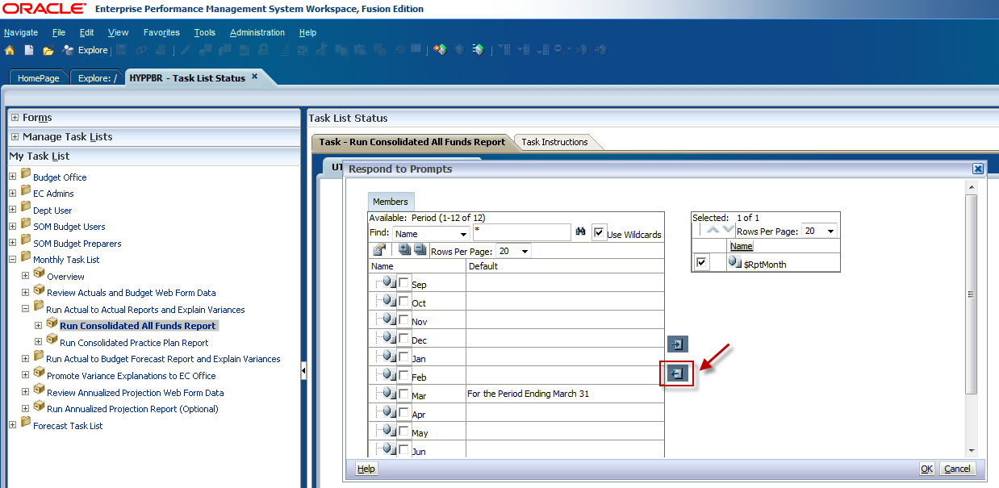 ORACLE® Enterprise Performance Management System Workspace, Fusion Edition
Navigate File Edit View Favorites Tools Administration Help
Explore
HomePage Explore: / HYPPBR - Task List Status
Forms
Manage Task Lists
My Task List
Budget Office
EC Admins
Dept User
SOM Budget Users
SOM Budget Preparers
Monthly Task List
Overview
Review Actuals and Budget Web Form Data
Run Actual to Actual Reports and Explain Variances
Run Consolidated All Funds Report
Run Consolidated Practice Plan Report
Run Actual to Budget Forecast Report and Explain Variances
Promote Variance Explanations to EC Office
Review Annualized Projection Web Form Data
Run Annualized Projection Report (Optional)
Forecast Task List
Task List Status
Task - Run Consolidated All Funds Report Task Instructions
UT
Respond to Prompts
Members
Available: Period (1-12 of 12)
Find: Name * Use Wildcards
Rows Per Page: 20
Name Default
Sep
Oct
Nov
Dec
Jan
Feb
Mar For the Period Ending March 31
Apr
May
Jun
Selected: 1 of 1
Rows Per Page: 20
Name
$RptMonth
Help OK Cancel